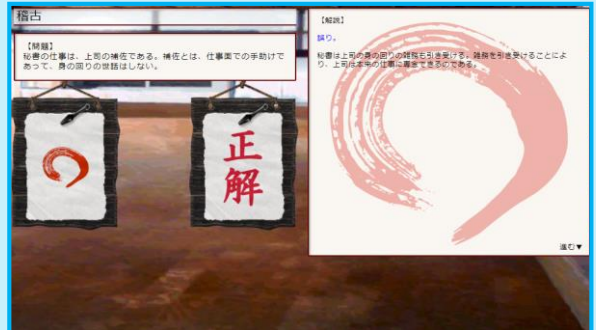 稽古
【問題】
秘書の仕事は、上司の補佐である。補佐とは、仕事面での手助けで
あって、身の回りの世話はしない。
正
解
【解説】
誤り。
秘書は上司の身の回りの雑務も引き受ける。雑務を引き受けることによ
り、上司は本来の仕事に専念できるのである。
進む▼